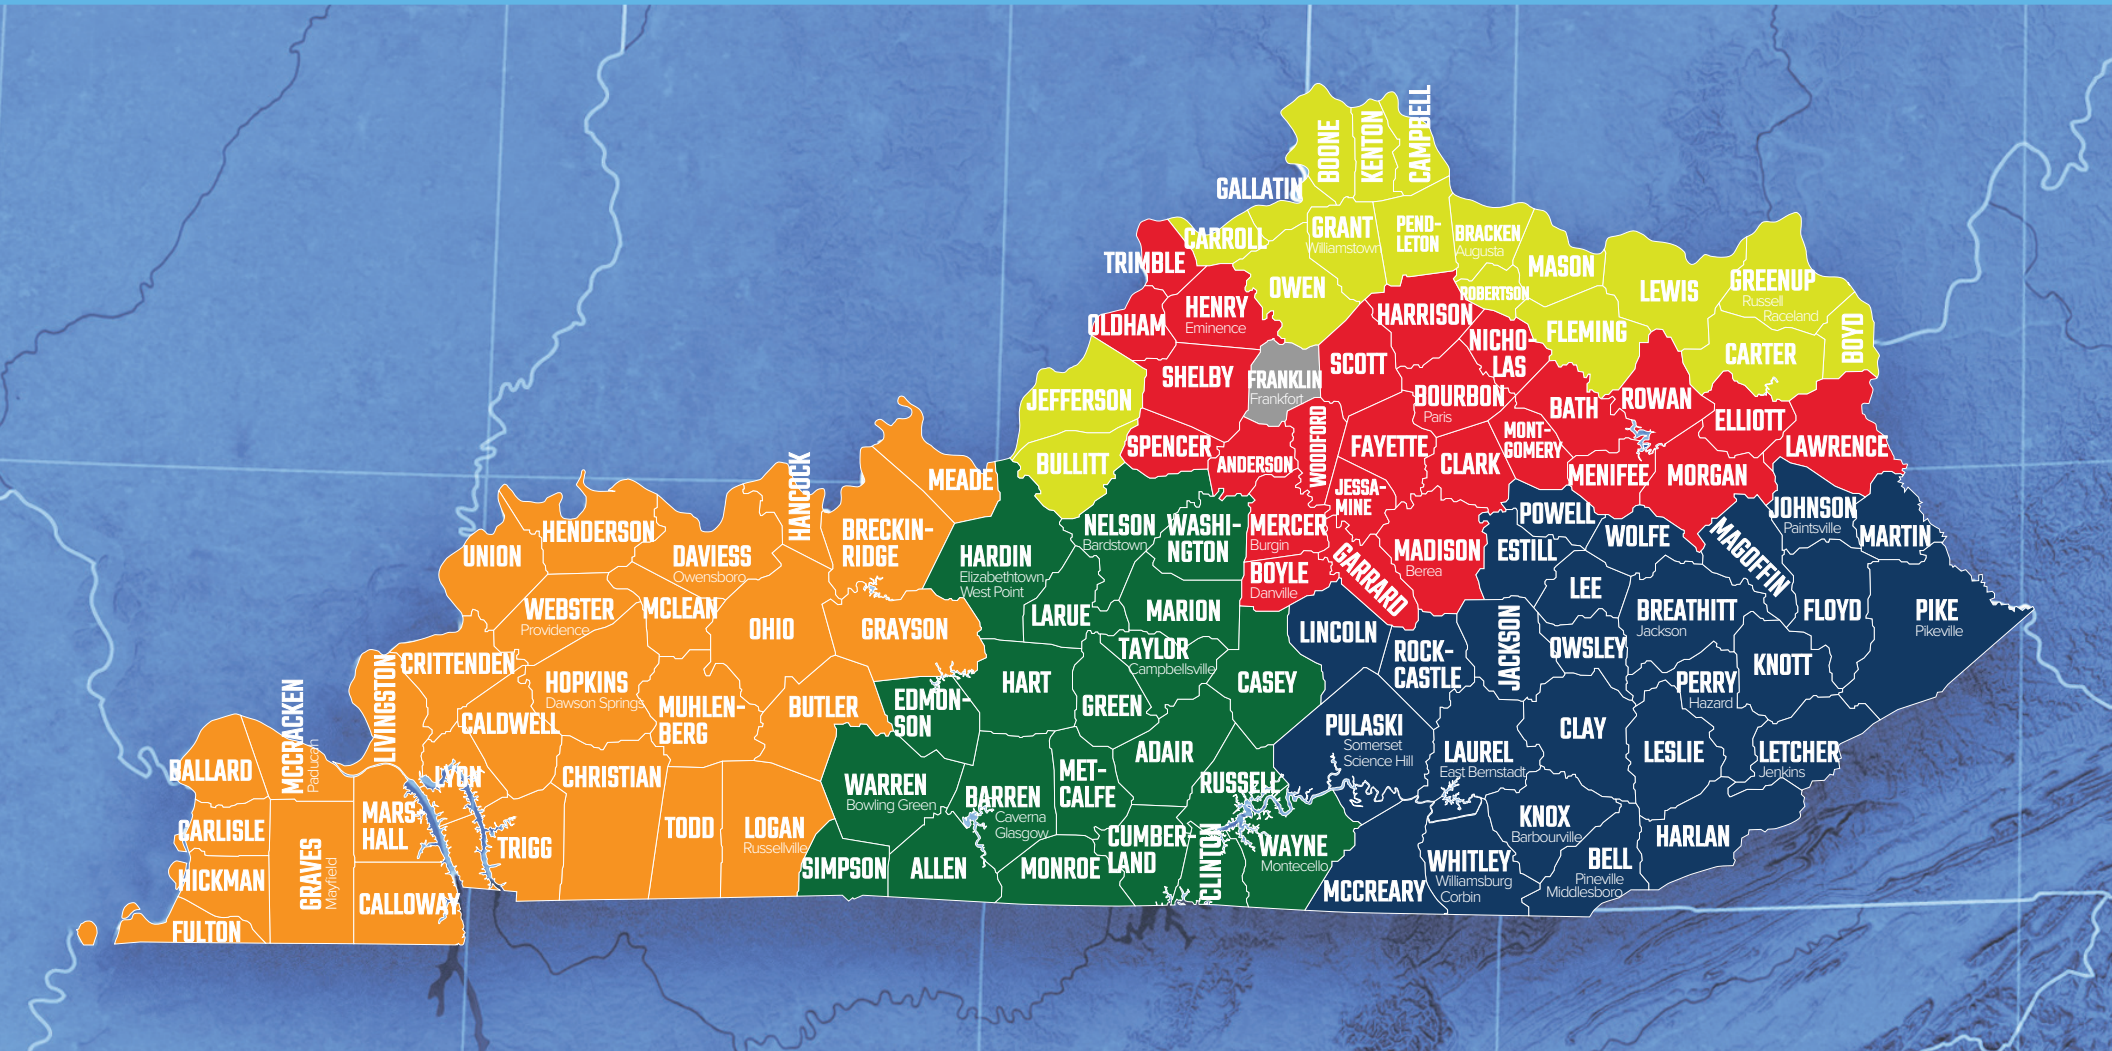 BOONE
KENTON
CAMPBELL
GALLATIN
GRANT
Williamstown
PEND-
LETON
BRACKEN
Augusta
CARROLL
TRIMBLE
OWEN
MASON
ROBERTSON
LEWIS
GREENUP
Russell
Raceland
HENRY
Eminence
OLDHAM
HARRISON
NICHO-
LAS
FLEMING
CARTER
BOYD
SHELBY
FRANKLIN
Frankfort
SCOTT
JEFFERSON
BOURBON
Paris
BATH
ROWAN
ELLIOTT
LAWRENCE
BULLITT
SPENCER
ANDERSON
WOODFORD
FAYETTE
CLARK
MONT-
GOMERY
MENIFEE
MORGAN
MEADE
HANCOCK
JESSA-
MINE
JOHNSON
Paintsville
MARTIN
HENDERSON
UNION
DAVIESS
Owensboro
BRECKIN-
RIDGE
HARDIN
Elizabethtown
West Point
NELSON
Bardstown
WASHI-
NGTON
MERCER
Burgin
BOYLE
Danville
GARRARD
MADISON
Berea
POWELL
ESTILL
WOLFE
MAGOFFIN
LEE
WEBSTER
Providence
MCLEAN
OHIO
GRAYSON
LARUE
MARION
LINCOLN
ROCK-
CASTLE
JACKSON
OWSLEY
BREATHITT
Jackson
FLOYD
PIKE
Pikeville
CRITTENDEN
LIVINGSTON
HOPKINS
Dawson Springs
MUHLEN-
BERG
BUTLER
EDMON-
SON
HART
TAYLOR
Campbellsville
GREEN
CASEY
PERRY
Hazard
KNOTT
MCCRACKEN
Paducah
CALDWELL
PULASKI
Somerset
Science Hill
LAUREL
East Bernstadt
CLAY
LESLIE
LETCHER
Jenkins
BALLARD
LYON
CHRISTIAN
WARREN
Bowling Green
BARREN
Caverna
Glasgow
MET-
CALFE
ADAIR
RUSSELL
CARLISLE
GRAVES
Mayfield
MARS-
HALL
TRIGG
TODD
LOGAN
Russellville
SIMPSON
ALLEN
MONROE
CUMBER-
LAND
CLINTON
WAYNE
Montecello
KNOX
Barbourville
HARLAN
HICKMAN
CALLOWAY
FULTON
MCCREARY
WHITLEY
Williamsburg
Corbin
BELL
Pineville
Middlesboro